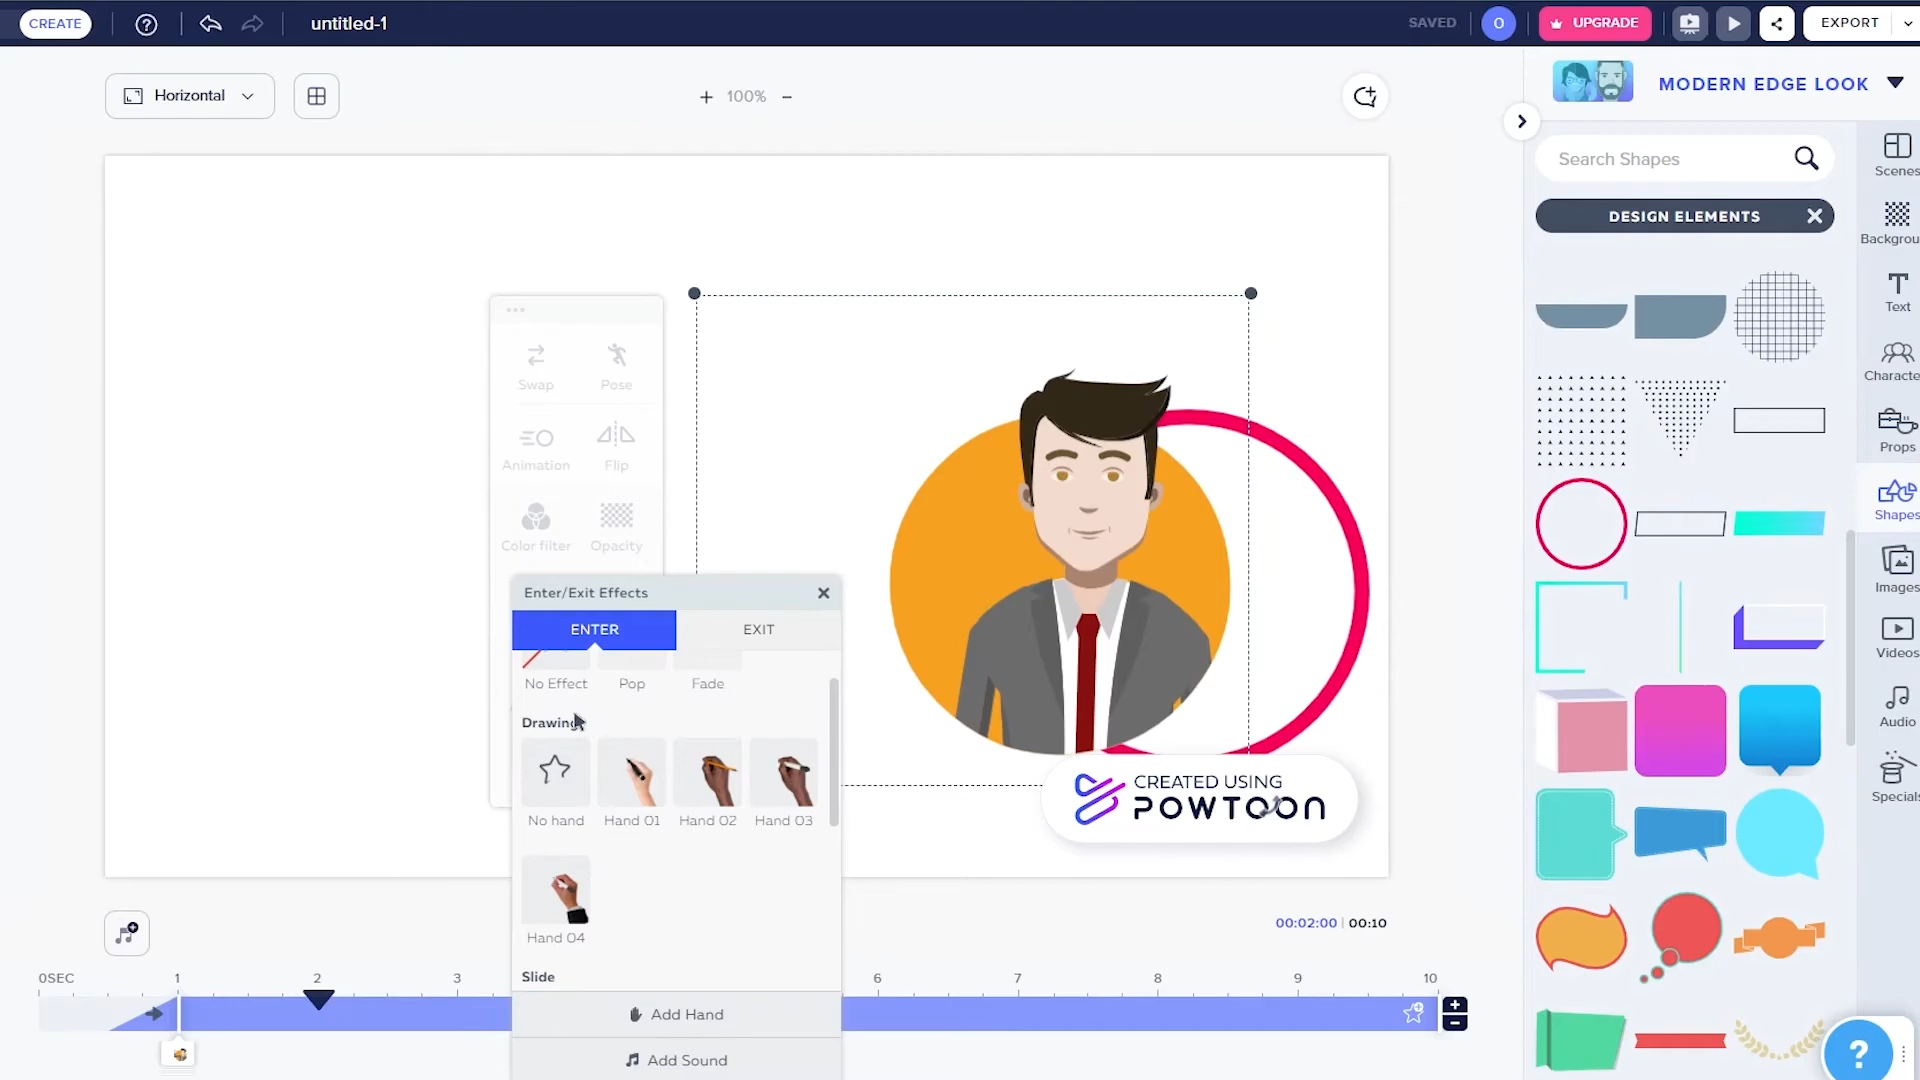 CREATE
untitled-1
SAVED
O
UPGRADE
EXPORT
Horizontal
100%
MODERN EDGE LOOK
Search Shapes
DESIGN ELEMENTS
Scenes
Backgrou
Text
Characte
Props
Shapes
Images
Videos
Audio
Specials
Swap
Pose
Animation
Flip
Color filter
Opacity
Enter/Exit Effects
ENTER
EXIT
No Effect
Pop
Fade
Drawing
No hand
Hand 01
Hand 02
Hand 03
Hand 04
Slide
Add Hand
Add Sound
CREATED USING
POWTOON
00:02:00 | 00:10
0SEC 1 2 3 6 7 8 9 10